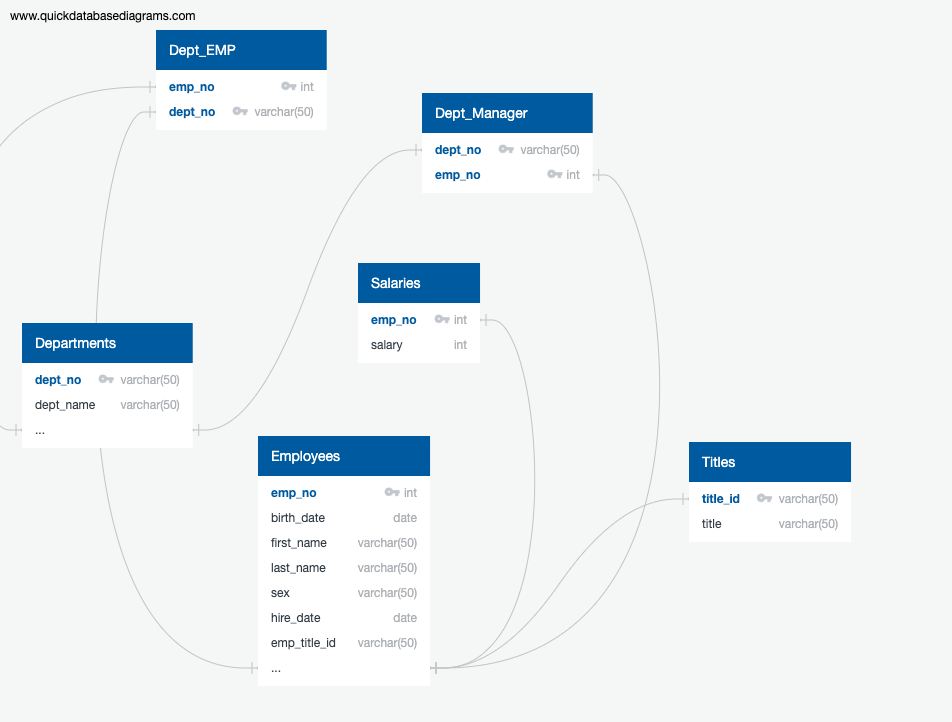 www.quickdatabasediagrams.com
Dept_EMP
emp_no int
dept_no varchar(50)
Dept_Manager
dept_no varchar(50)
emp_no int
Salaries
emp_no int
salary int
Departments
dept_no varchar(50)
dept_name varchar(50)
...
Employees
emp_no int
birth_date date
first_name varchar(50)
last_name varchar(50)
sex varchar(50)
hire_date date
emp_title_id varchar(50)
...
Titles
title_id varchar(50)
title varchar(50)